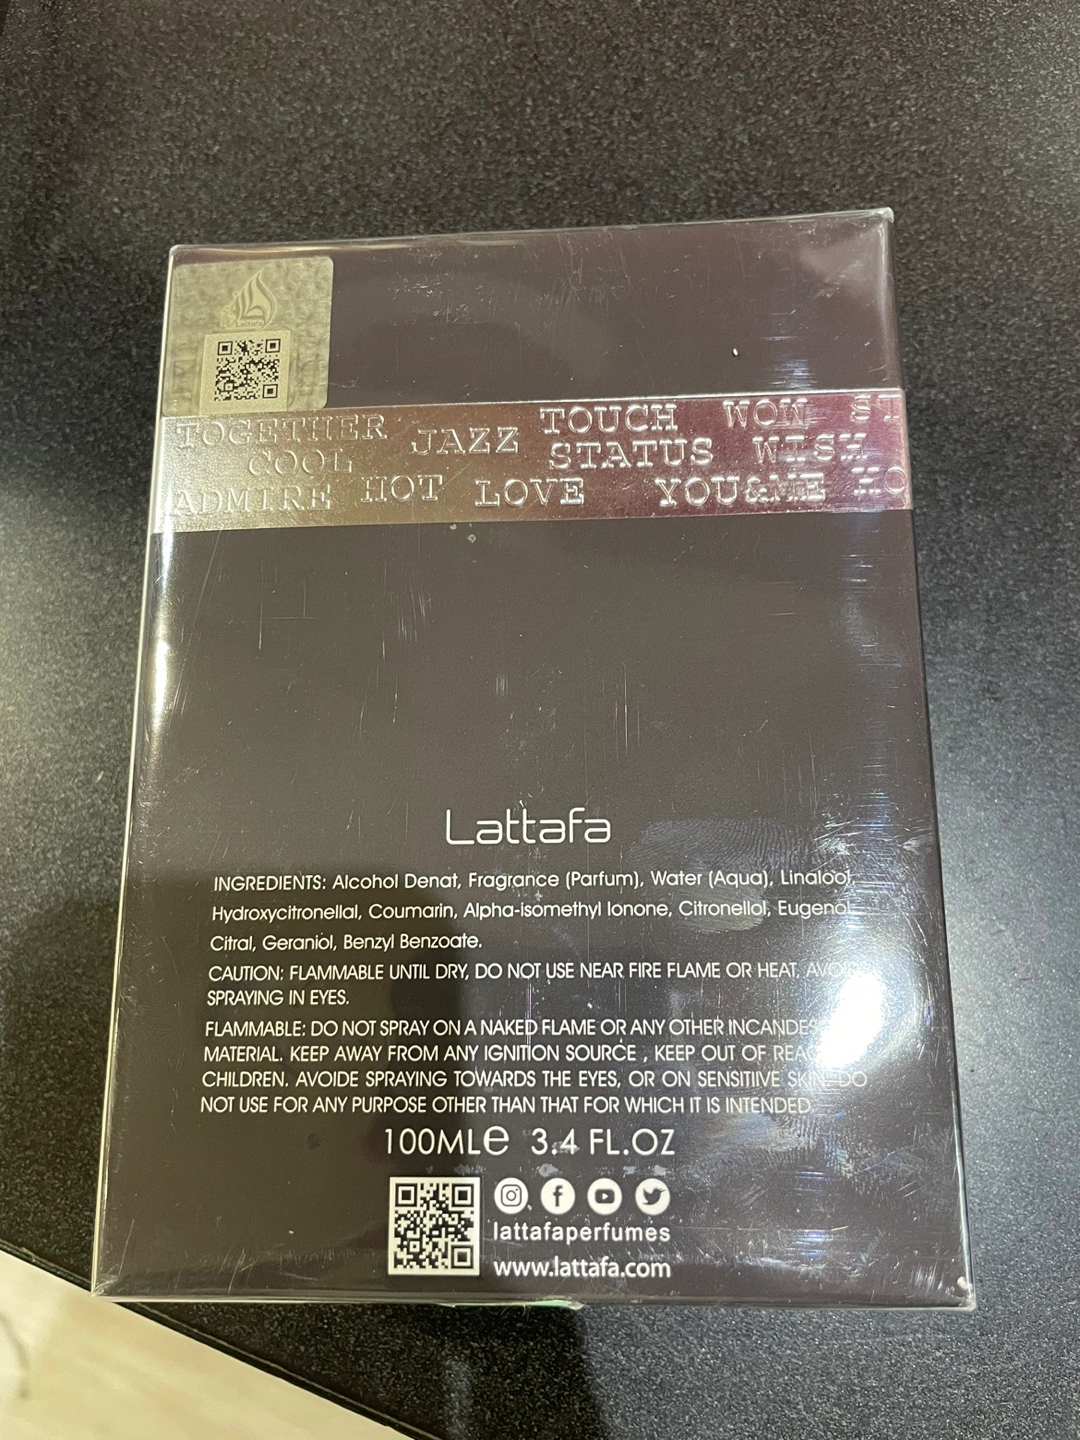 Lattafa
TOGETHER JAZZ TOUCH WOW ST
COOL STATUS WISH
ADMIRE HOT LOVE YOU&ME HO
Lattafa
INGREDIENTS: Alcohol Denat, Fragrance (Parfum), Water (Aqua), Linalool,
Hydroxycitronellal, Coumarin, Alpha-isomethyl Ionone, Citronellol, Eugenol
Citral, Geraniol, Benzyl Benzoate.
CAUTION: FLAMMABLE UNTIL DRY, DO NOT USE NEAR FIRE FLAME OR HEAT, AVOID
SPRAYING IN EYES.
FLAMMABLE: DO NOT SPRAY ON A NAKED FLAME OR ANY OTHER
MATERIAL. KEEP AWAY FROM ANY IGNITION SOURCE , KEEP OUT OF
CHILDREN. AVOIDE SPRAYING TOWARDS THE EYES, OR ON SENSITIVE SKIN. DO
NOT USE FOR ANY PURPOSE OTHER THAN THAT FOR WHICH IT IS INTENDED.
100ML℮ 3.4 FL.OZ
lattafaperfumes
www.lattafa.com